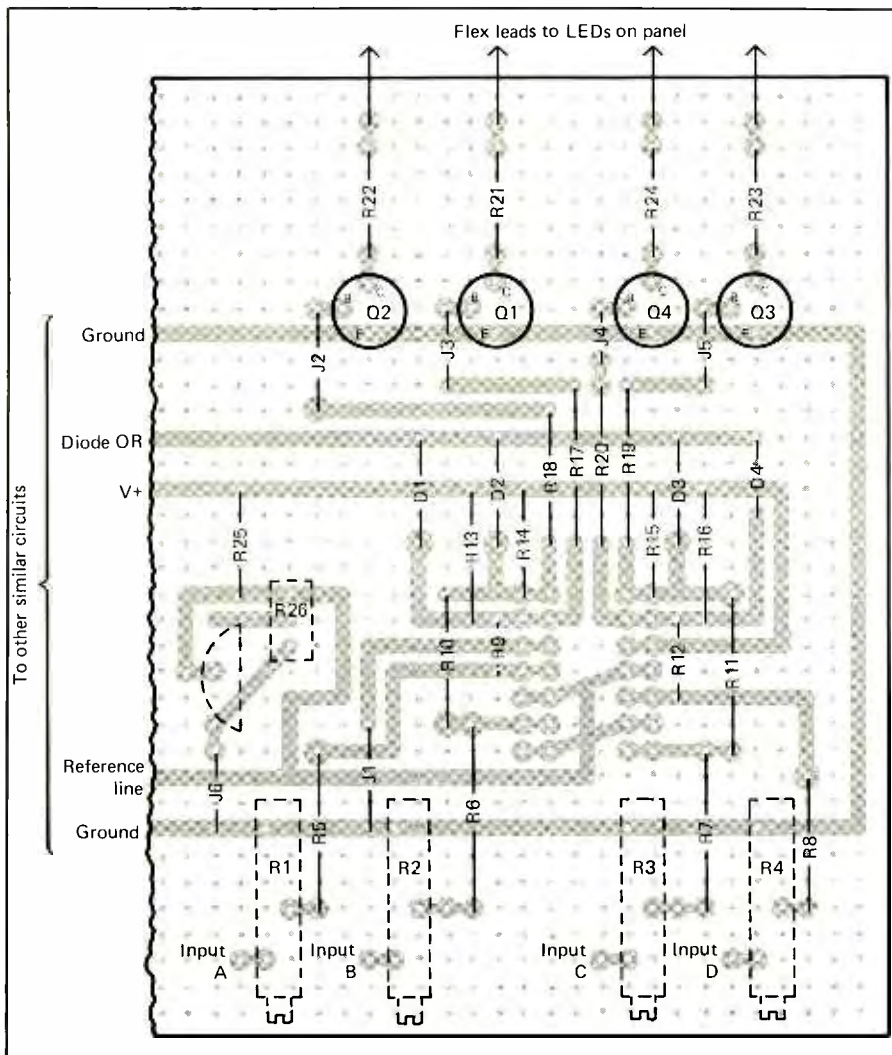 Flex leads to LEDs on panel
R22
R21
R24
R23
B
C
E
Q2
B
C
E
Q1
B
C
E
Q4
B
C
E
Q3
Ground
J2
J3
J4
J5
Diode OR
V+
D1
D2
R18
R17
R20
R19
D3
D4
R25
R13
R14
R15
R16
To other similar circuits
R26
R10
R9
R12
R11
Reference
line
J6
J1
R5
R6
R7
R8
Ground
R1
R2
R3
R4
Input
A
Input
B
Input
C
Input
D